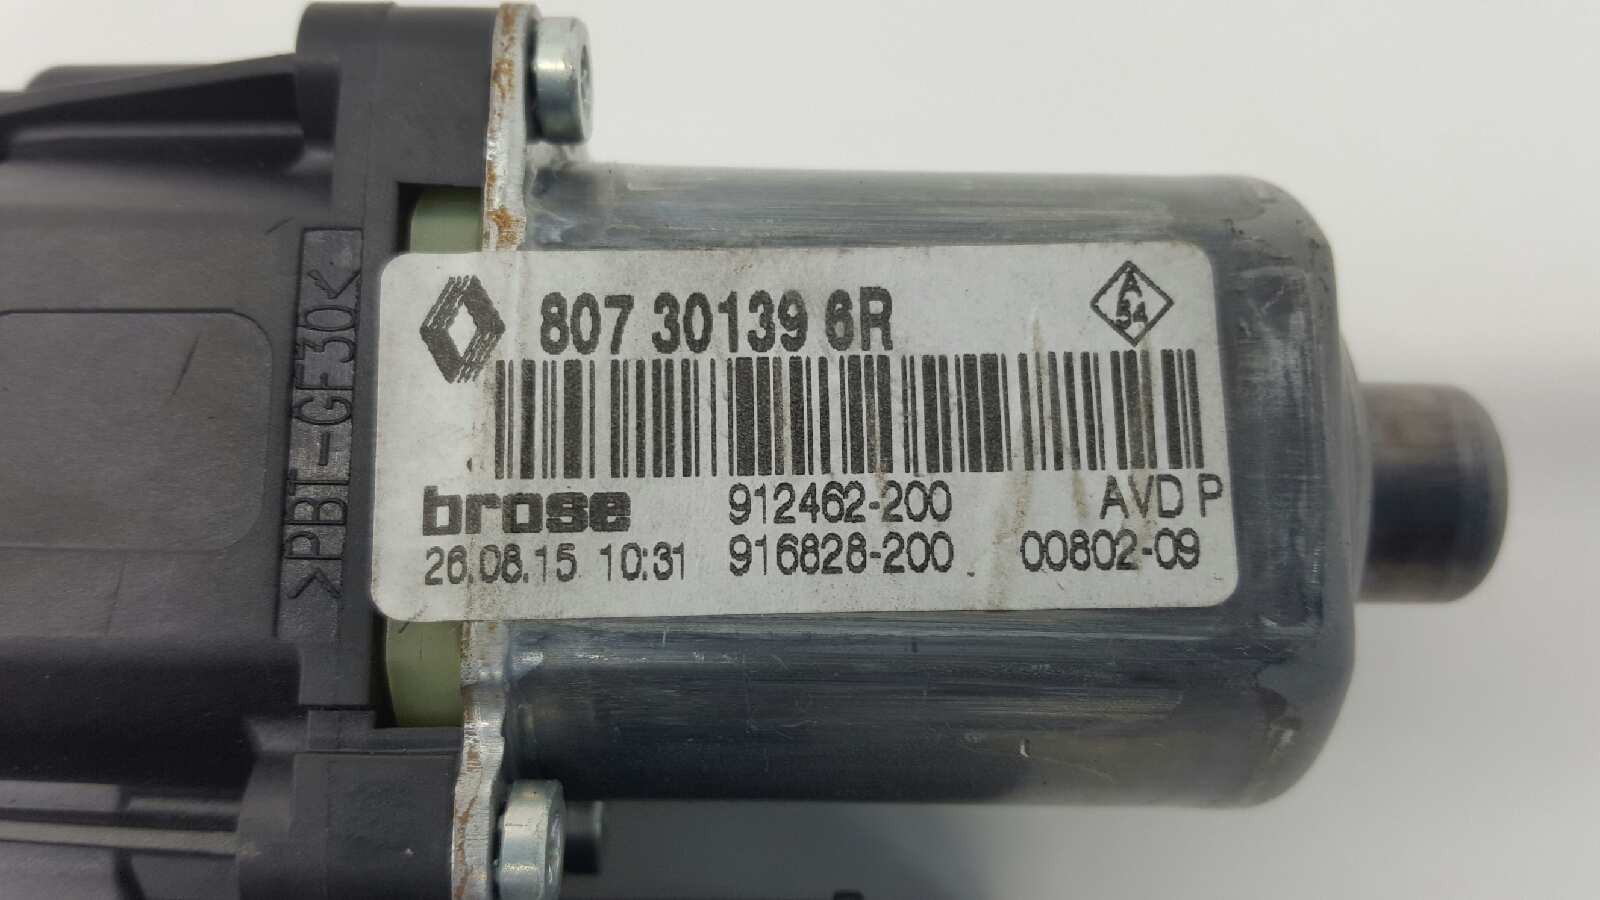 807 30139 6R
A
54
brose
912462-200
AVD P
26.08.15 10:31
916828-200
00802-09
>PBT-GF30<